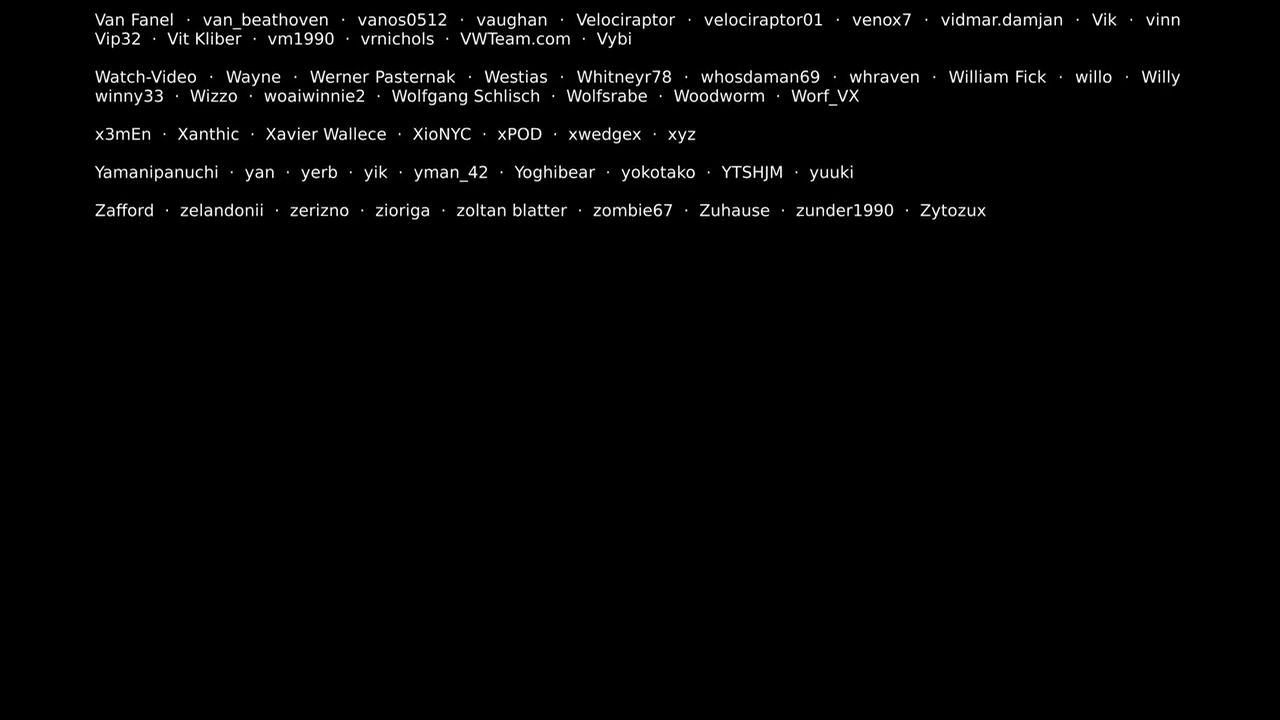 Van Fanel · van_beathoven · vanos0512 · vaughan · Velociraptor · velociraptor01 · venox7 · vidmar.damjan · Vik · vinn
Vip32 · Vit Kliber · vm1990 · vrnichols · VWTeam.com · Vybi
Watch-Video · Wayne · Werner Pasternak · Westias · Whitneyr78 · whosdaman69 · whraven · William Fick · willo · Willy
winny33 · Wizzo · woaiwinnie2 · Wolfgang Schlisch · Wolfsrabe · Woodworm · Worf_VX
x3mEn · Xanthic · Xavier Wallece · XioNYC · xPOD · xwedgex · xyz
Yamanipanuchi · yan · yerb · yik · yman_42 · Yoghibear · yokotako · YTSHJM · yuuki
Zafford · zelandonii · zerizno · zioriga · zoltan blatter · zombie67 · Zuhause · zunder1990 · Zytozux